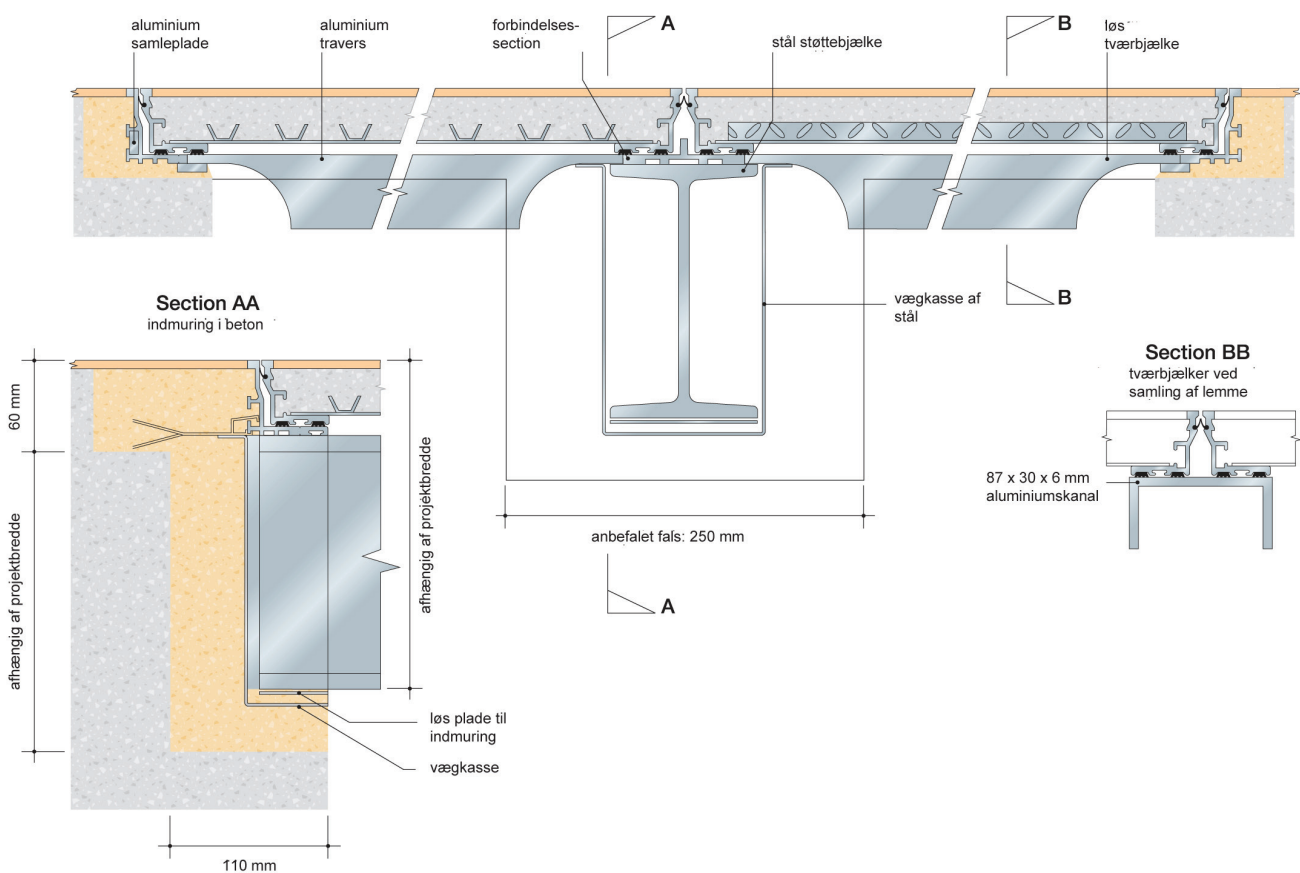 aluminium
samleplade
aluminium
travers
forbindelses-
section
A
stål støttebjælke
B
løs
tværbjælke
vægkasse af
stål
B
Section AA
indmuring i beton
60 mm
afhængig af projektbredde
afhængig af projektbredde
løs plade til
indmuring
vægkasse
110 mm
anbefalet fals: 250 mm
A
Section BB
tværbjælker ved
samling af lemme
87 x 30 x 6 mm
aluminiumskanal